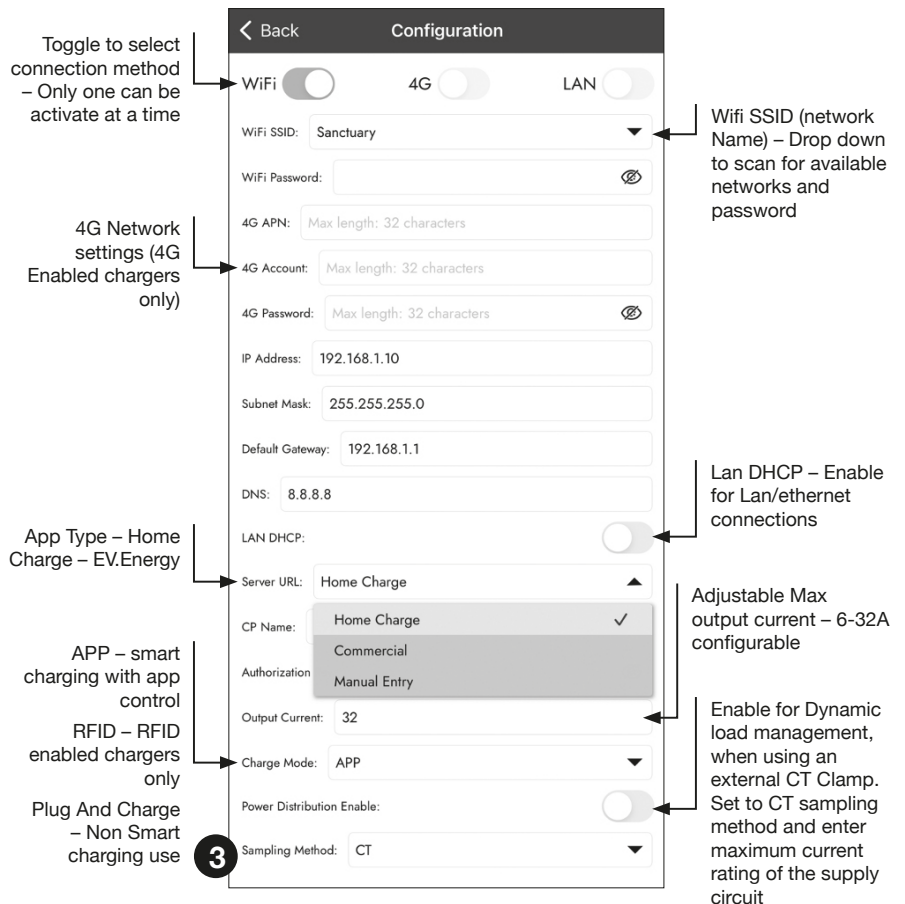 Back
Configuration
Toggle to select
connection method
– Only one can be
activate at a time
WiFi
4G
LAN
WiFi SSID: Sanctuary
Wifi SSID (network
Name) – Drop down
to scan for available
networks and
password
WiFi Password:
4G APN: Max length: 32 characters
4G Network
settings (4G
Enabled chargers
only)
4G Account: Max length: 32 characters
4G Password: Max length: 32 characters
IP Address: 192.168.1.10
Subnet Mask: 255.255.255.0
Default Gateway: 192.168.1.1
DNS: 8.8.8.8
Lan DHCP – Enable
for Lan/ethernet
connections
LAN DHCP:
App Type – Home
Charge – EV.Energy
Server URL: Home Charge
CP Name:
Home Charge
Commercial
Manual Entry
Authorization
Adjustable Max
output current – 6-32A
configurable
Output Current: 32
APP – smart
charging with app
control
RFID – RFID
enabled chargers
only
Plug And Charge
– Non Smart
charging use
Charge Mode: APP
Power Distribution Enable:
Enable for Dynamic
load management,
when using an
external CT Clamp.
Set to CT sampling
method and enter
maximum current
rating of the supply
circuit
3
Sampling Method: CT